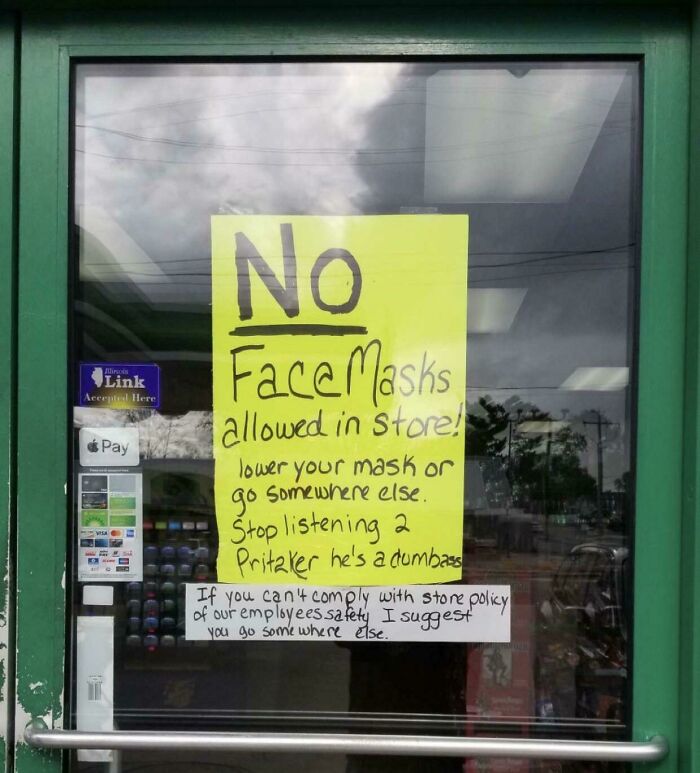 No
FaceMasks
allowed in store!
lower your mask or
go somewhere else.
Stop listening 2
Pritzker he's a dumbass
If you can't comply with store policy
of our employees safety I suggest
you go somewhere else.
Illinois
Link
Accepted Here
Pay
VISA